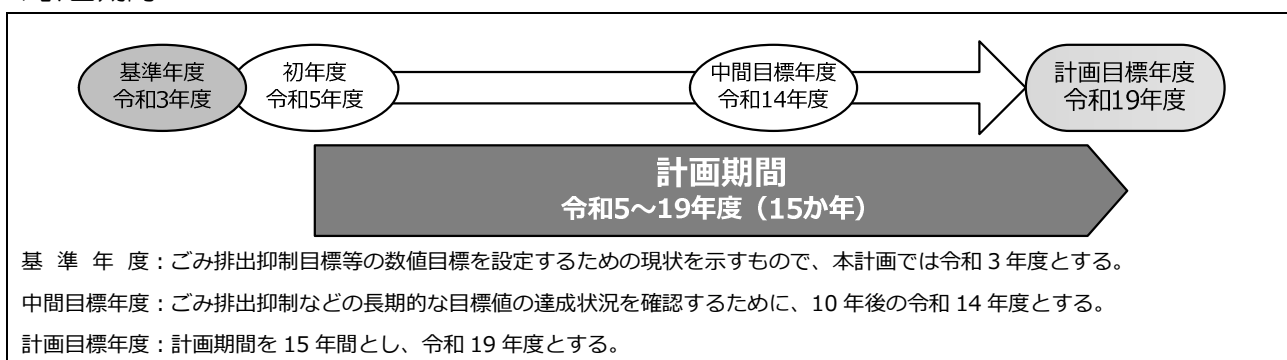 基準年度
令和3年度
初年度
令和5年度
中間目標年度
令和14年度
計画目標年度
令和19年度
計画期間
令和5～19年度（15か年）
基 準 年 度：ごみ排出抑制目標等の数値目標を設定するための現状を示すもので、本計画では令和 3 年度とする。
中間目標年度：ごみ排出抑制などの長期的な目標値の達成状況を確認するために、10 年後の令和 14 年度とする。
計画目標年度：計画期間を 15 年間とし、令和 19 年度とする。